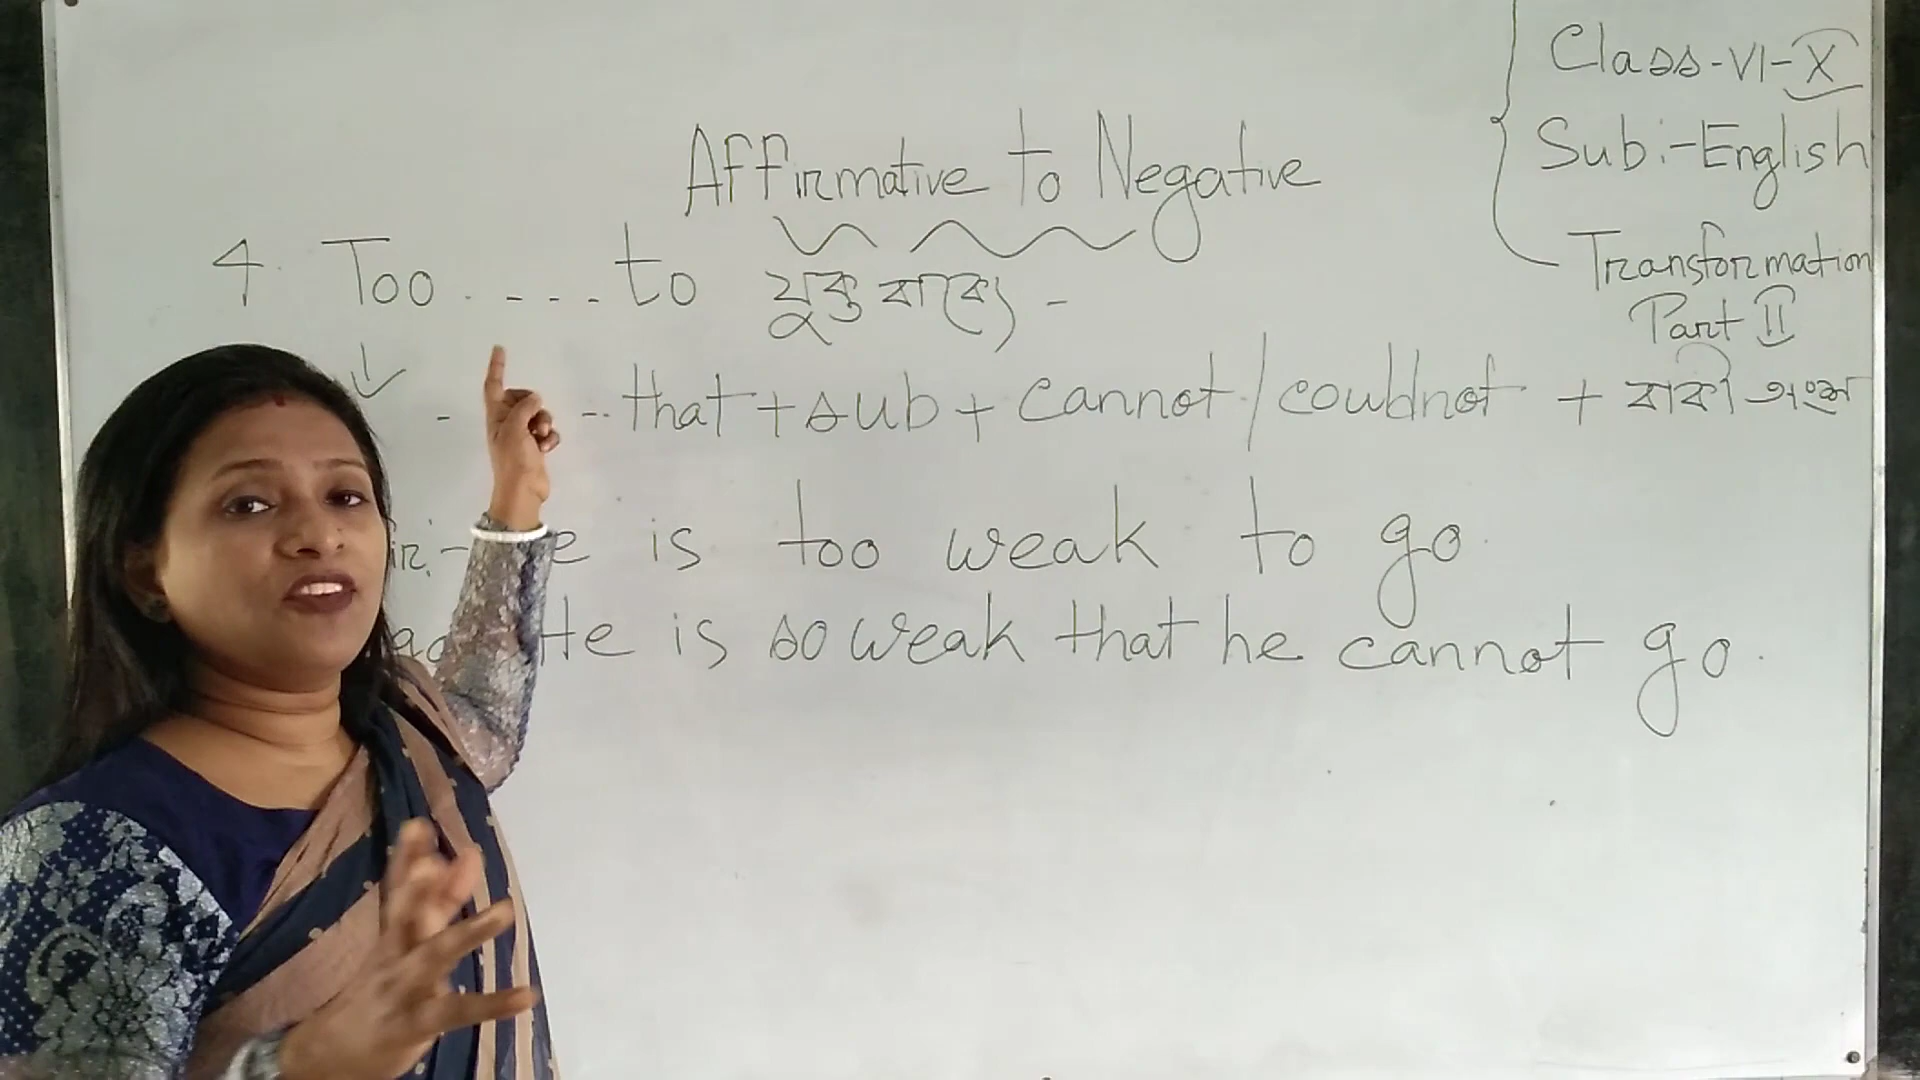 Class-VI-X
Sub:-English
Transformation
Part II
Affirmative to Negative
4. Too ---- to যুক্ত বাক্যে -
- -- that + sub + cannot/couldnot + বাকী অংশ
is too weak to go.
He is so weak that he cannot go.